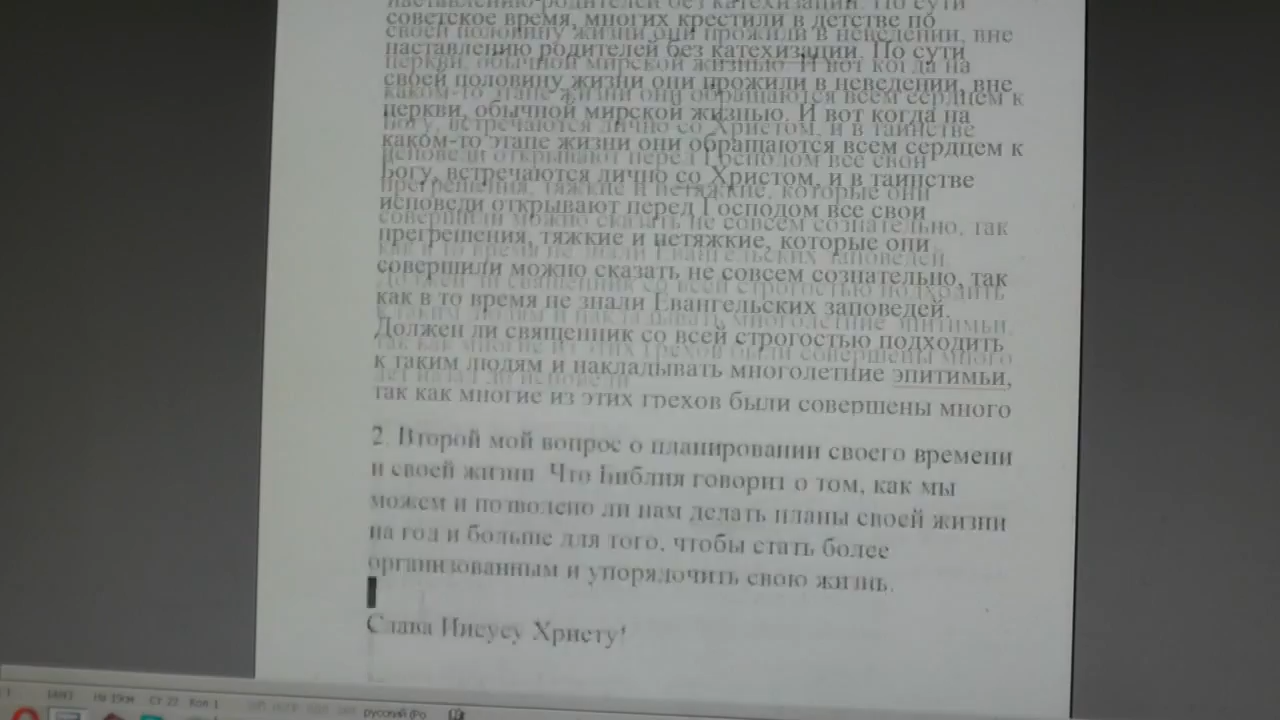 советское время, многих крестили в детстве по
наставлению родителей без катехизации. По сути
своей половину жизни они прожили в неведении, вне
церкви, обычной мирской жизнью. И вот когда на
каком-то этапе жизни они обращаются всем сердцем к
Богу, встречаются лично со Христом, и в таинстве
исповеди открывают перед Господом все свои
прегрешения, тяжкие и нетяжкие, которые они
совершили можно сказать не совсем сознательно, так
как в то время не знали Евангельских заповедей.
Должен ли священник со всей строгостью подходить
к таким людям и накладывать многолетние эпитимьи,
так как многие из этих грехов были совершены много
2. Второй мой вопрос о планировании своего времени
и своей жизни Что Библия говорит о том, как мы
можем и позволено ли нам делать планы своей жизни
на год и больше для того, чтобы стать более
организованным и упорядочить свою жизнь.
Слава Иисусу Христу!
Ст 22 Кол 1
русский (Ро